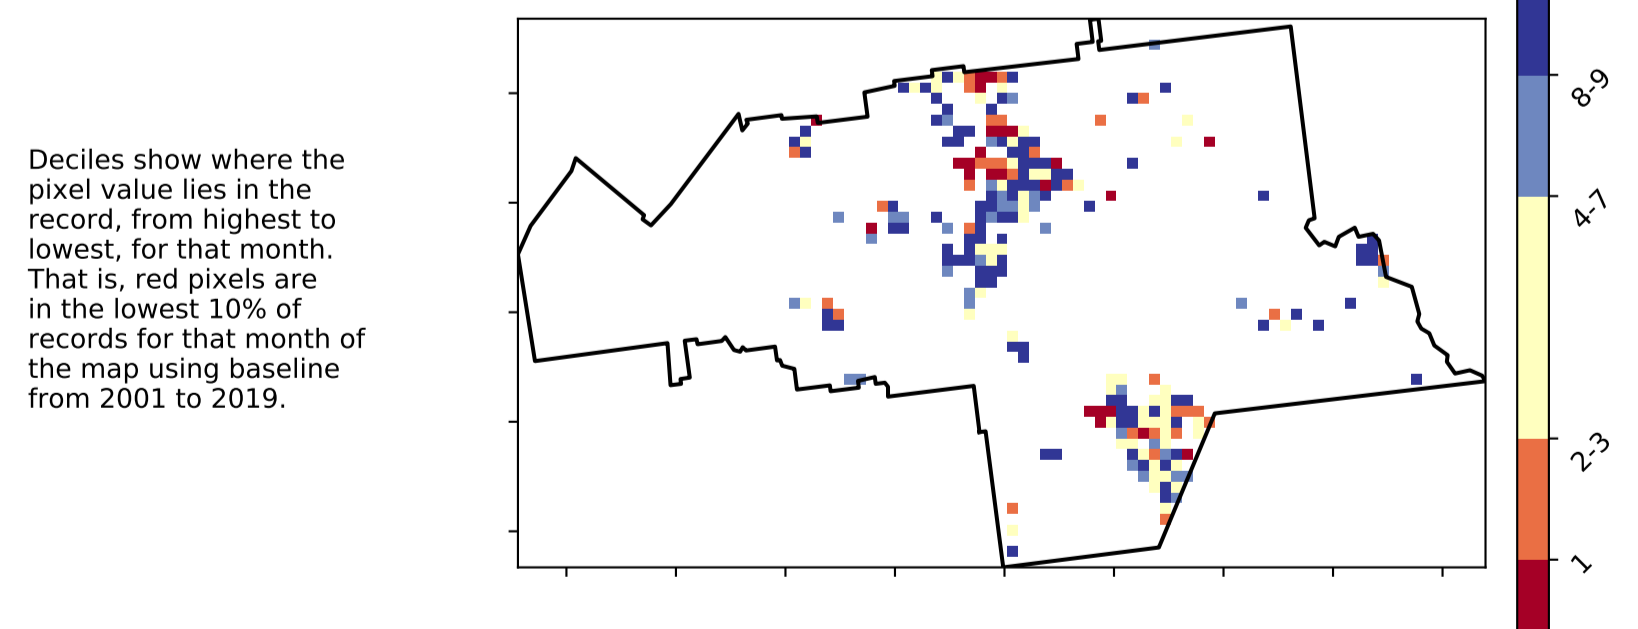 Deciles show where the
pixel value lies in the
record, from highest to
lowest, for that month.
That is, red pixels are
in the lowest 10% of
records for that month of
the map using baseline
from 2001 to 2019.
8-9
4-7
2-3
1